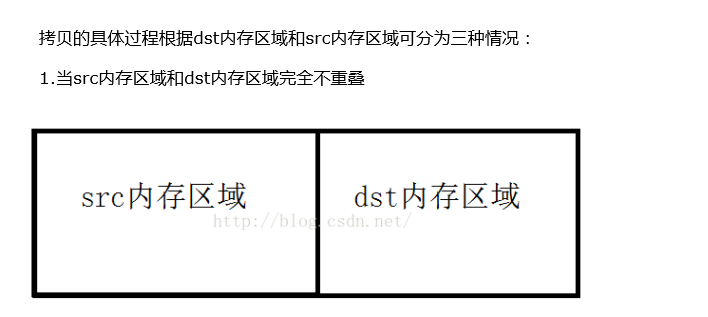 拷贝的具体过程根据dst内存区域和src内存区域可分为三种情况：
1.当src内存区域和dst内存区域完全不重叠
src内存区域 dst内存区域
http://blog.csdn.net/